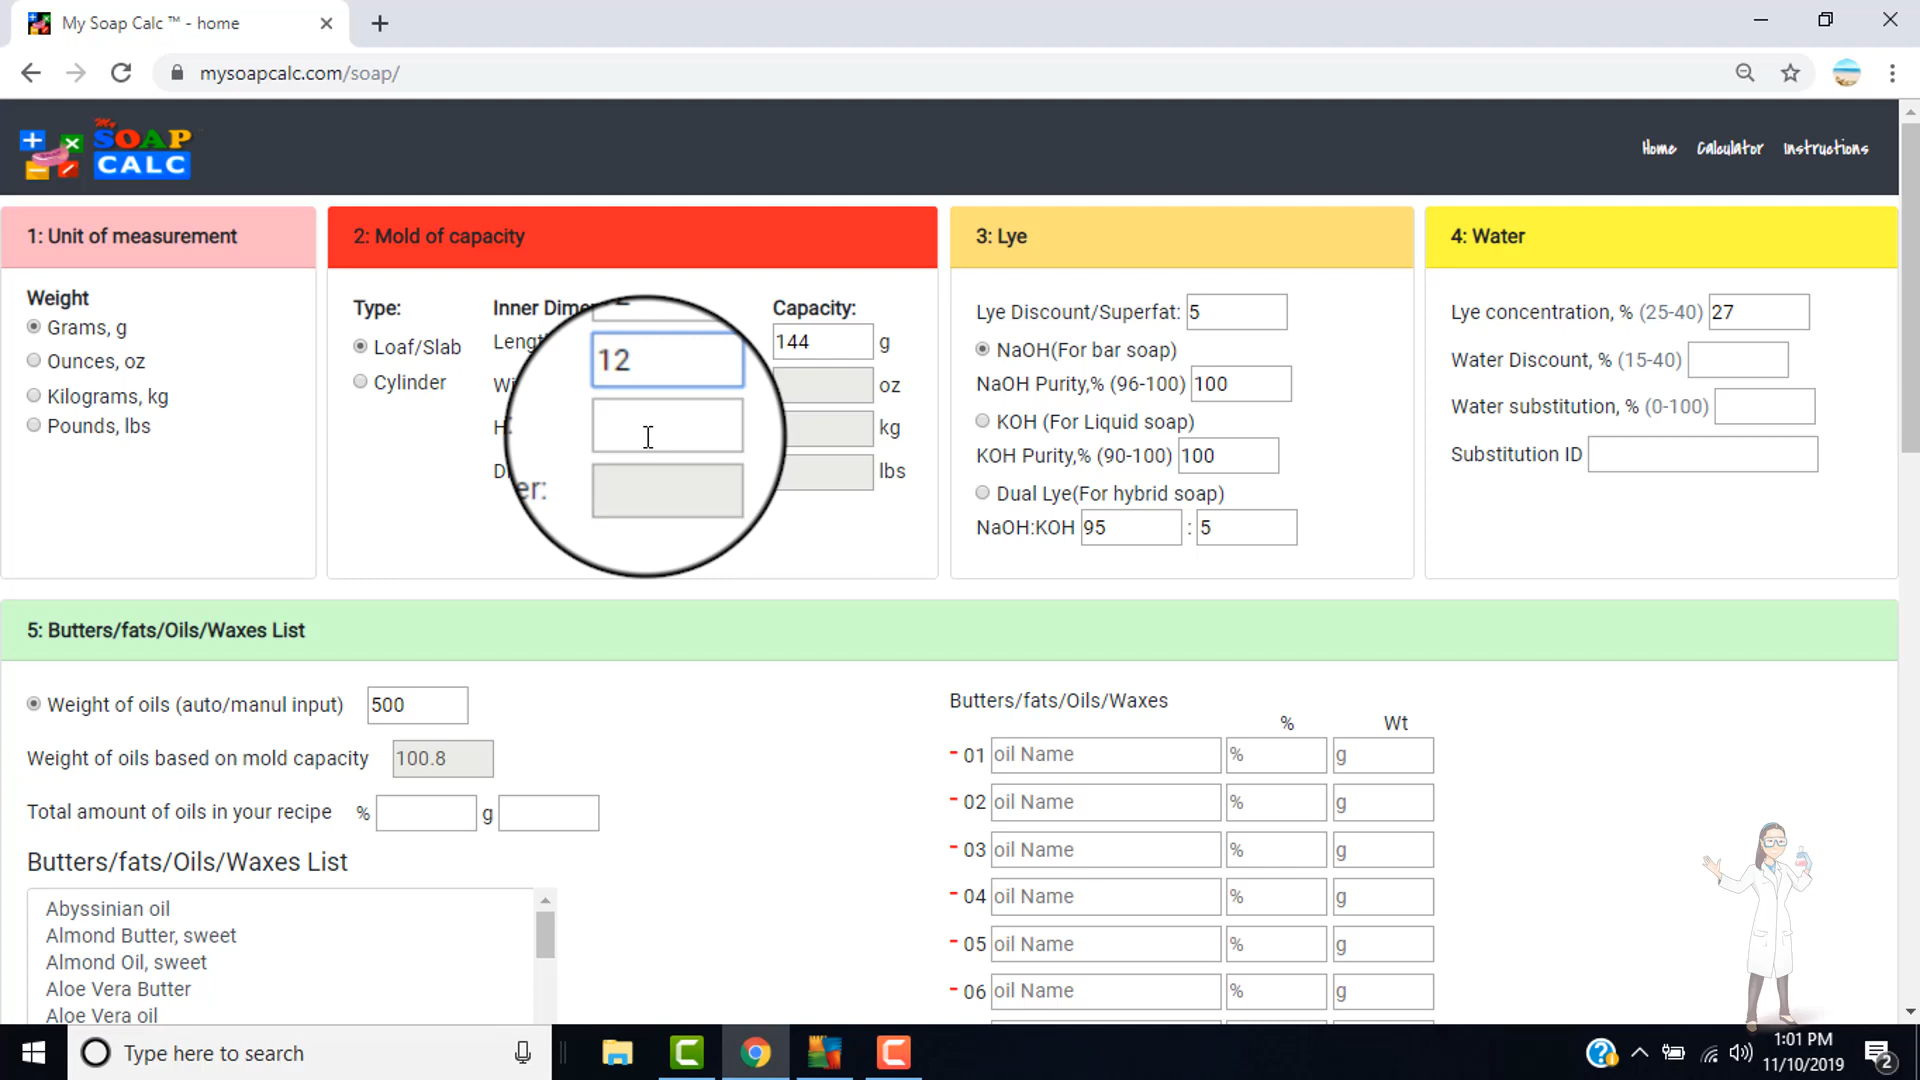 My Soap Calc ™ - home
mysoapcalc.com/soap/
My
SOAP
CALC
Home Calculator Instructions
1: Unit of measurement
2: Mold of capacity
3: Lye
4: Water
Weight
Grams, g
Ounces, oz
Kilograms, kg
Pounds, lbs
Type:
Loaf/Slab
Cylinder
Inner Dime
Lengt
Wi
12
H
D
er:
Capacity:
144 g
oz
kg
lbs
Lye Discount/Superfat: 5
NaOH(For bar soap)
NaOH Purity,% (96-100) 100
KOH (For Liquid soap)
KOH Purity,% (90-100) 100
Dual Lye(For hybrid soap)
NaOH:KOH 95 : 5
Lye concentration, % (25-40) 27
Water Discount, % (15-40)
Water substitution, % (0-100)
Substitution ID
5: Butters/fats/Oils/Waxes List
Weight of oils (auto/manul input) 500
Weight of oils based on mold capacity 100.8
Total amount of oils in your recipe % g
Butters/fats/Oils/Waxes List
Abyssinian oil
Almond Butter, sweet
Almond Oil, sweet
Aloe Vera Butter
Aloe Vera oil
Butters/fats/Oils/Waxes
% Wt
- 01 oil Name % g
- 02 oil Name % g
- 03 oil Name % g
- 04 oil Name % g
- 05 oil Name % g
- 06 oil Name % g
Type here to search
1:01 PM
11/10/2019
2